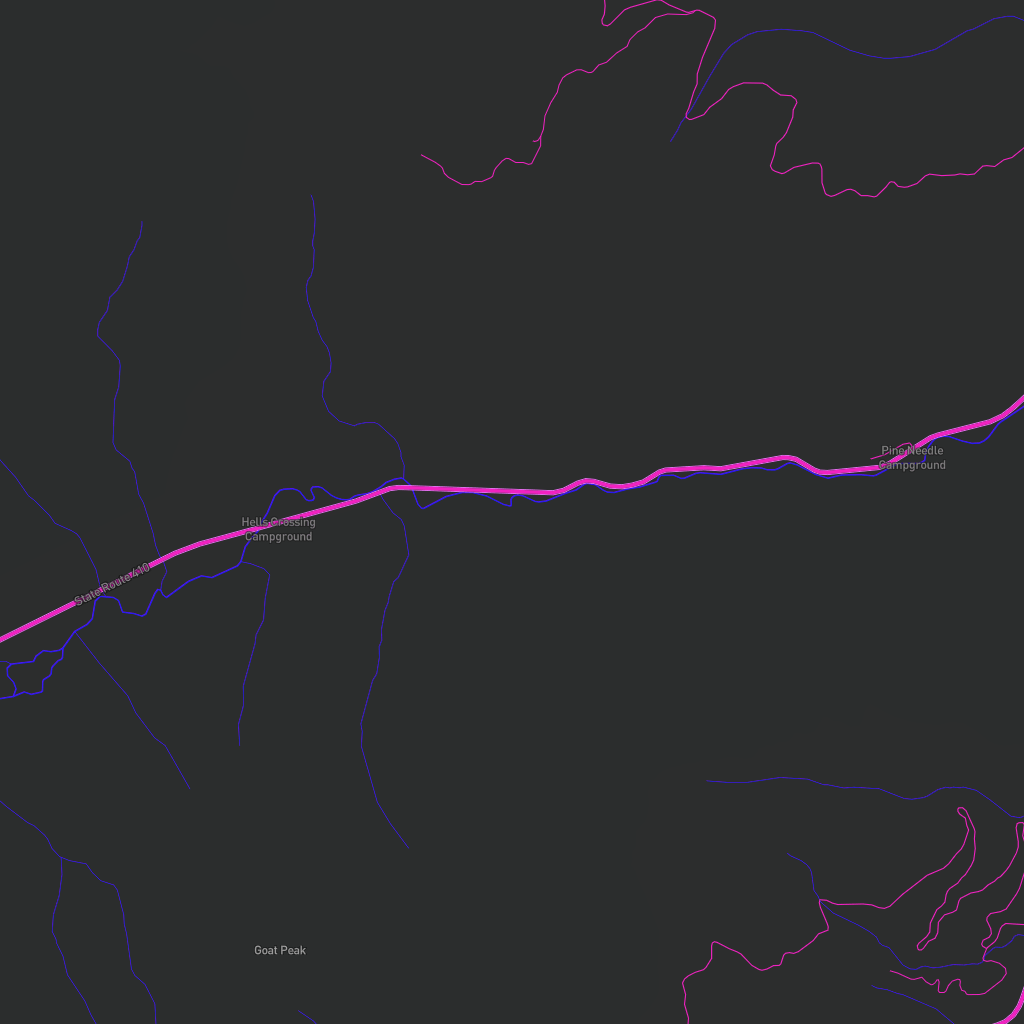 Pine Needle
Campground
Hells Crossing
Campground
State Route 410
Goat Peak